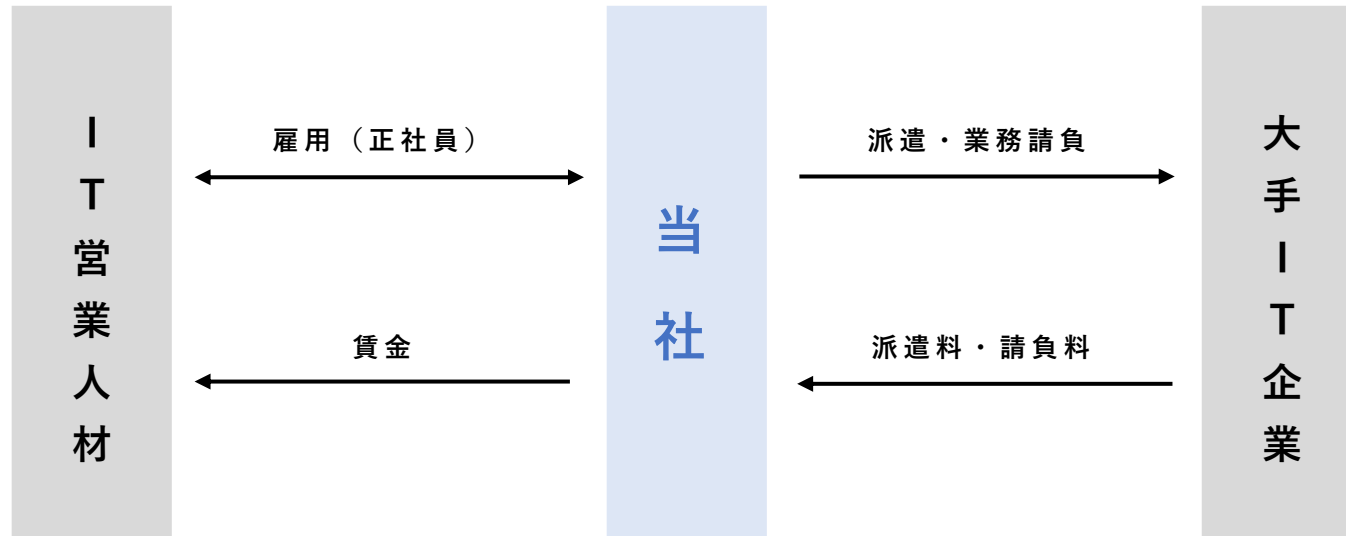 IT営業人材
雇用（正社員）
賃金
当社
派遣・業務請負
派遣料・請負料
大手IT企業